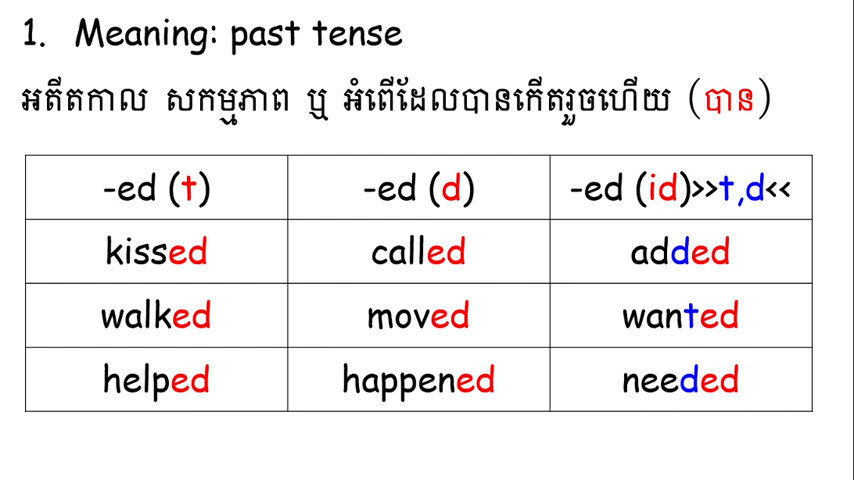 1. Meaning: past tense
អតីតកាល សកម្មភាព ឬ អំពើដែលបានកើតរួចហើយ (បាន)
-ed (t) -ed (d) -ed (id)>>t,d<<
kissed called added
walked moved wanted
helped happened needed